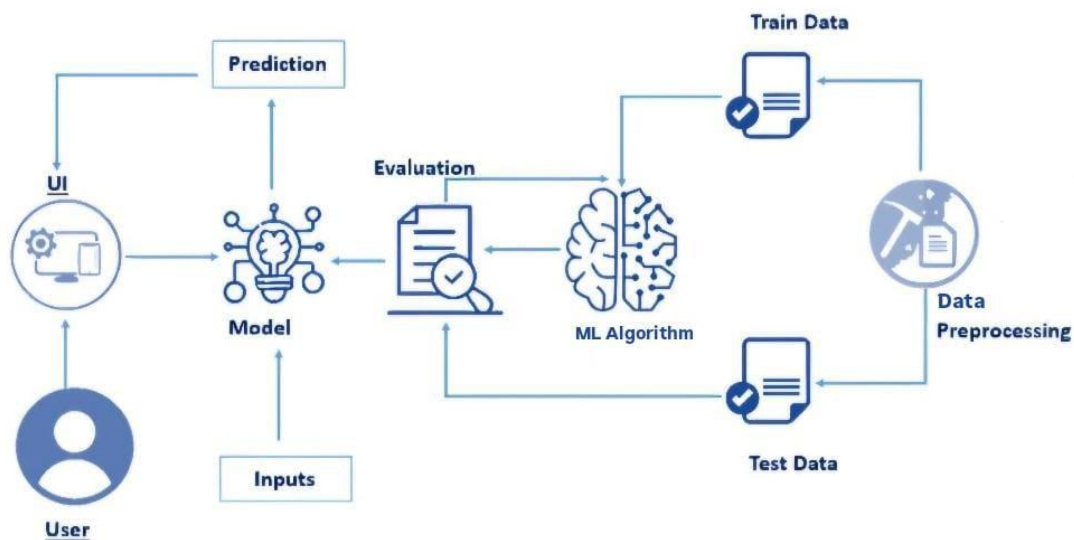 Train Data
Prediction
Evaluation
UI
Model
ML Algorithm
Data
Preprocessing
Inputs
Test Data
User